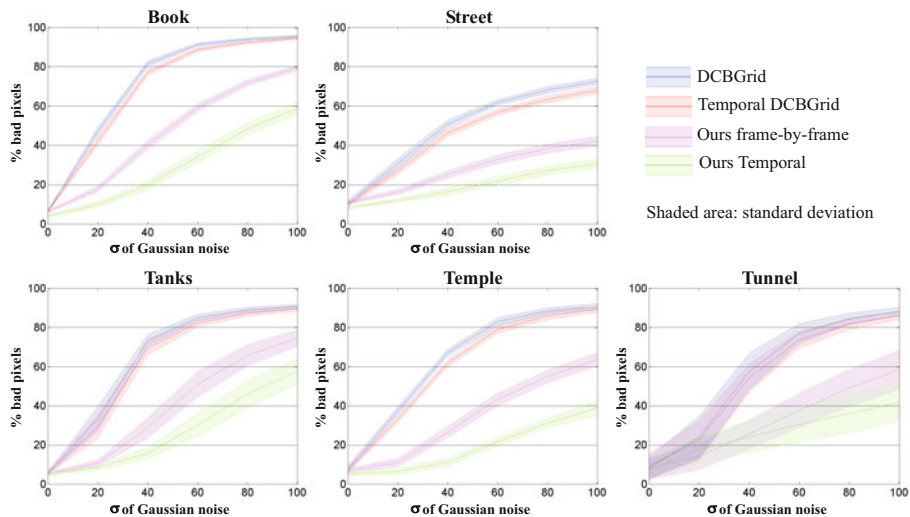 Book
Street
100
80
60
40
20
0
% bad pixels
0 20 40 60 80 100
σ of Gaussian noise
100
80
60
40
20
0
% bad pixels
0 20 40 60 80 100
σ of Gaussian noise
DCBGrid
Temporal DCBGrid
Ours frame-by-frame
Ours Temporal
Shaded area: standard deviation
Tanks
Temple
Tunnel
100
80
60
40
20
0
% bad pixels
0 20 40 60 80 100
σ of Gaussian noise
100
80
60
40
20
0
% bad pixels
0 20 40 60 80 100
σ of Gaussian noise
100
80
60
40
20
0
% bad pixels
0 20 40 60 80 100
σ of Gaussian noise